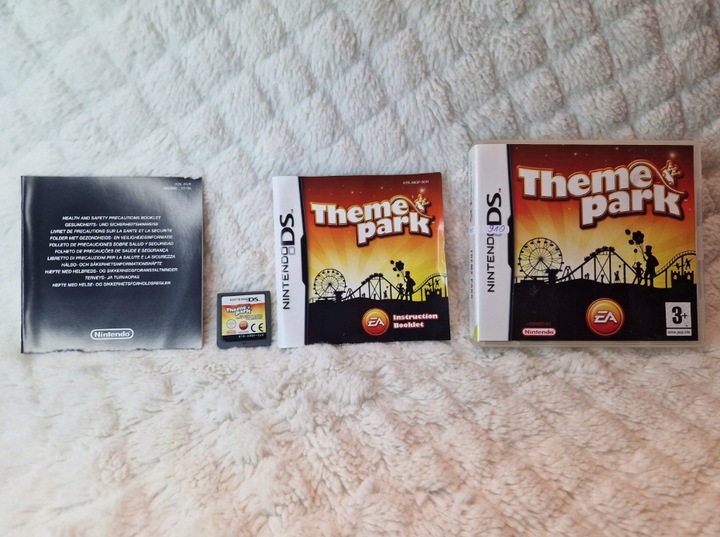 HEALTH AND SAFETY PRECAUTIONS BOOKLET
GESUNDHEITS- UND SICHERHEITSHINWEISE
LIVRET DE PRECAUTIONS SUR LA SANTE ET LA SECURITE
FOLDER MET GEZONDHEIDS- EN VEILIGHEIDSINFORMATIE
FOLLETO DE PRECAUCIONES SOBRE SALUD Y SEGURIDAD
FOLHETO DE PRECAUÇÕES DE SAÚDE E SEGURANÇA
LIBRETTO DI PRECAUZIONI PER LA SALUTE E LA SICUREZZA
HÄLSO- OCH SÄKERHETSINFORMATIONSHÄFTE
HÆFTE MED HELBREDS- OG SIKKERHEDSFORANSTALTNINGER
TERVEYS- JA TURVAOPAS
HEFTE MED HELSE- OG SIKKERHETSFORHOLDSREGLER
Nintendo
NINTENDO DS
Theme
park
EA
CE
NINTENDO DS
Theme
park
EA
Instruction
Booklet
NINTENDO DS
910
Theme
park
Nintendo
EA
3+